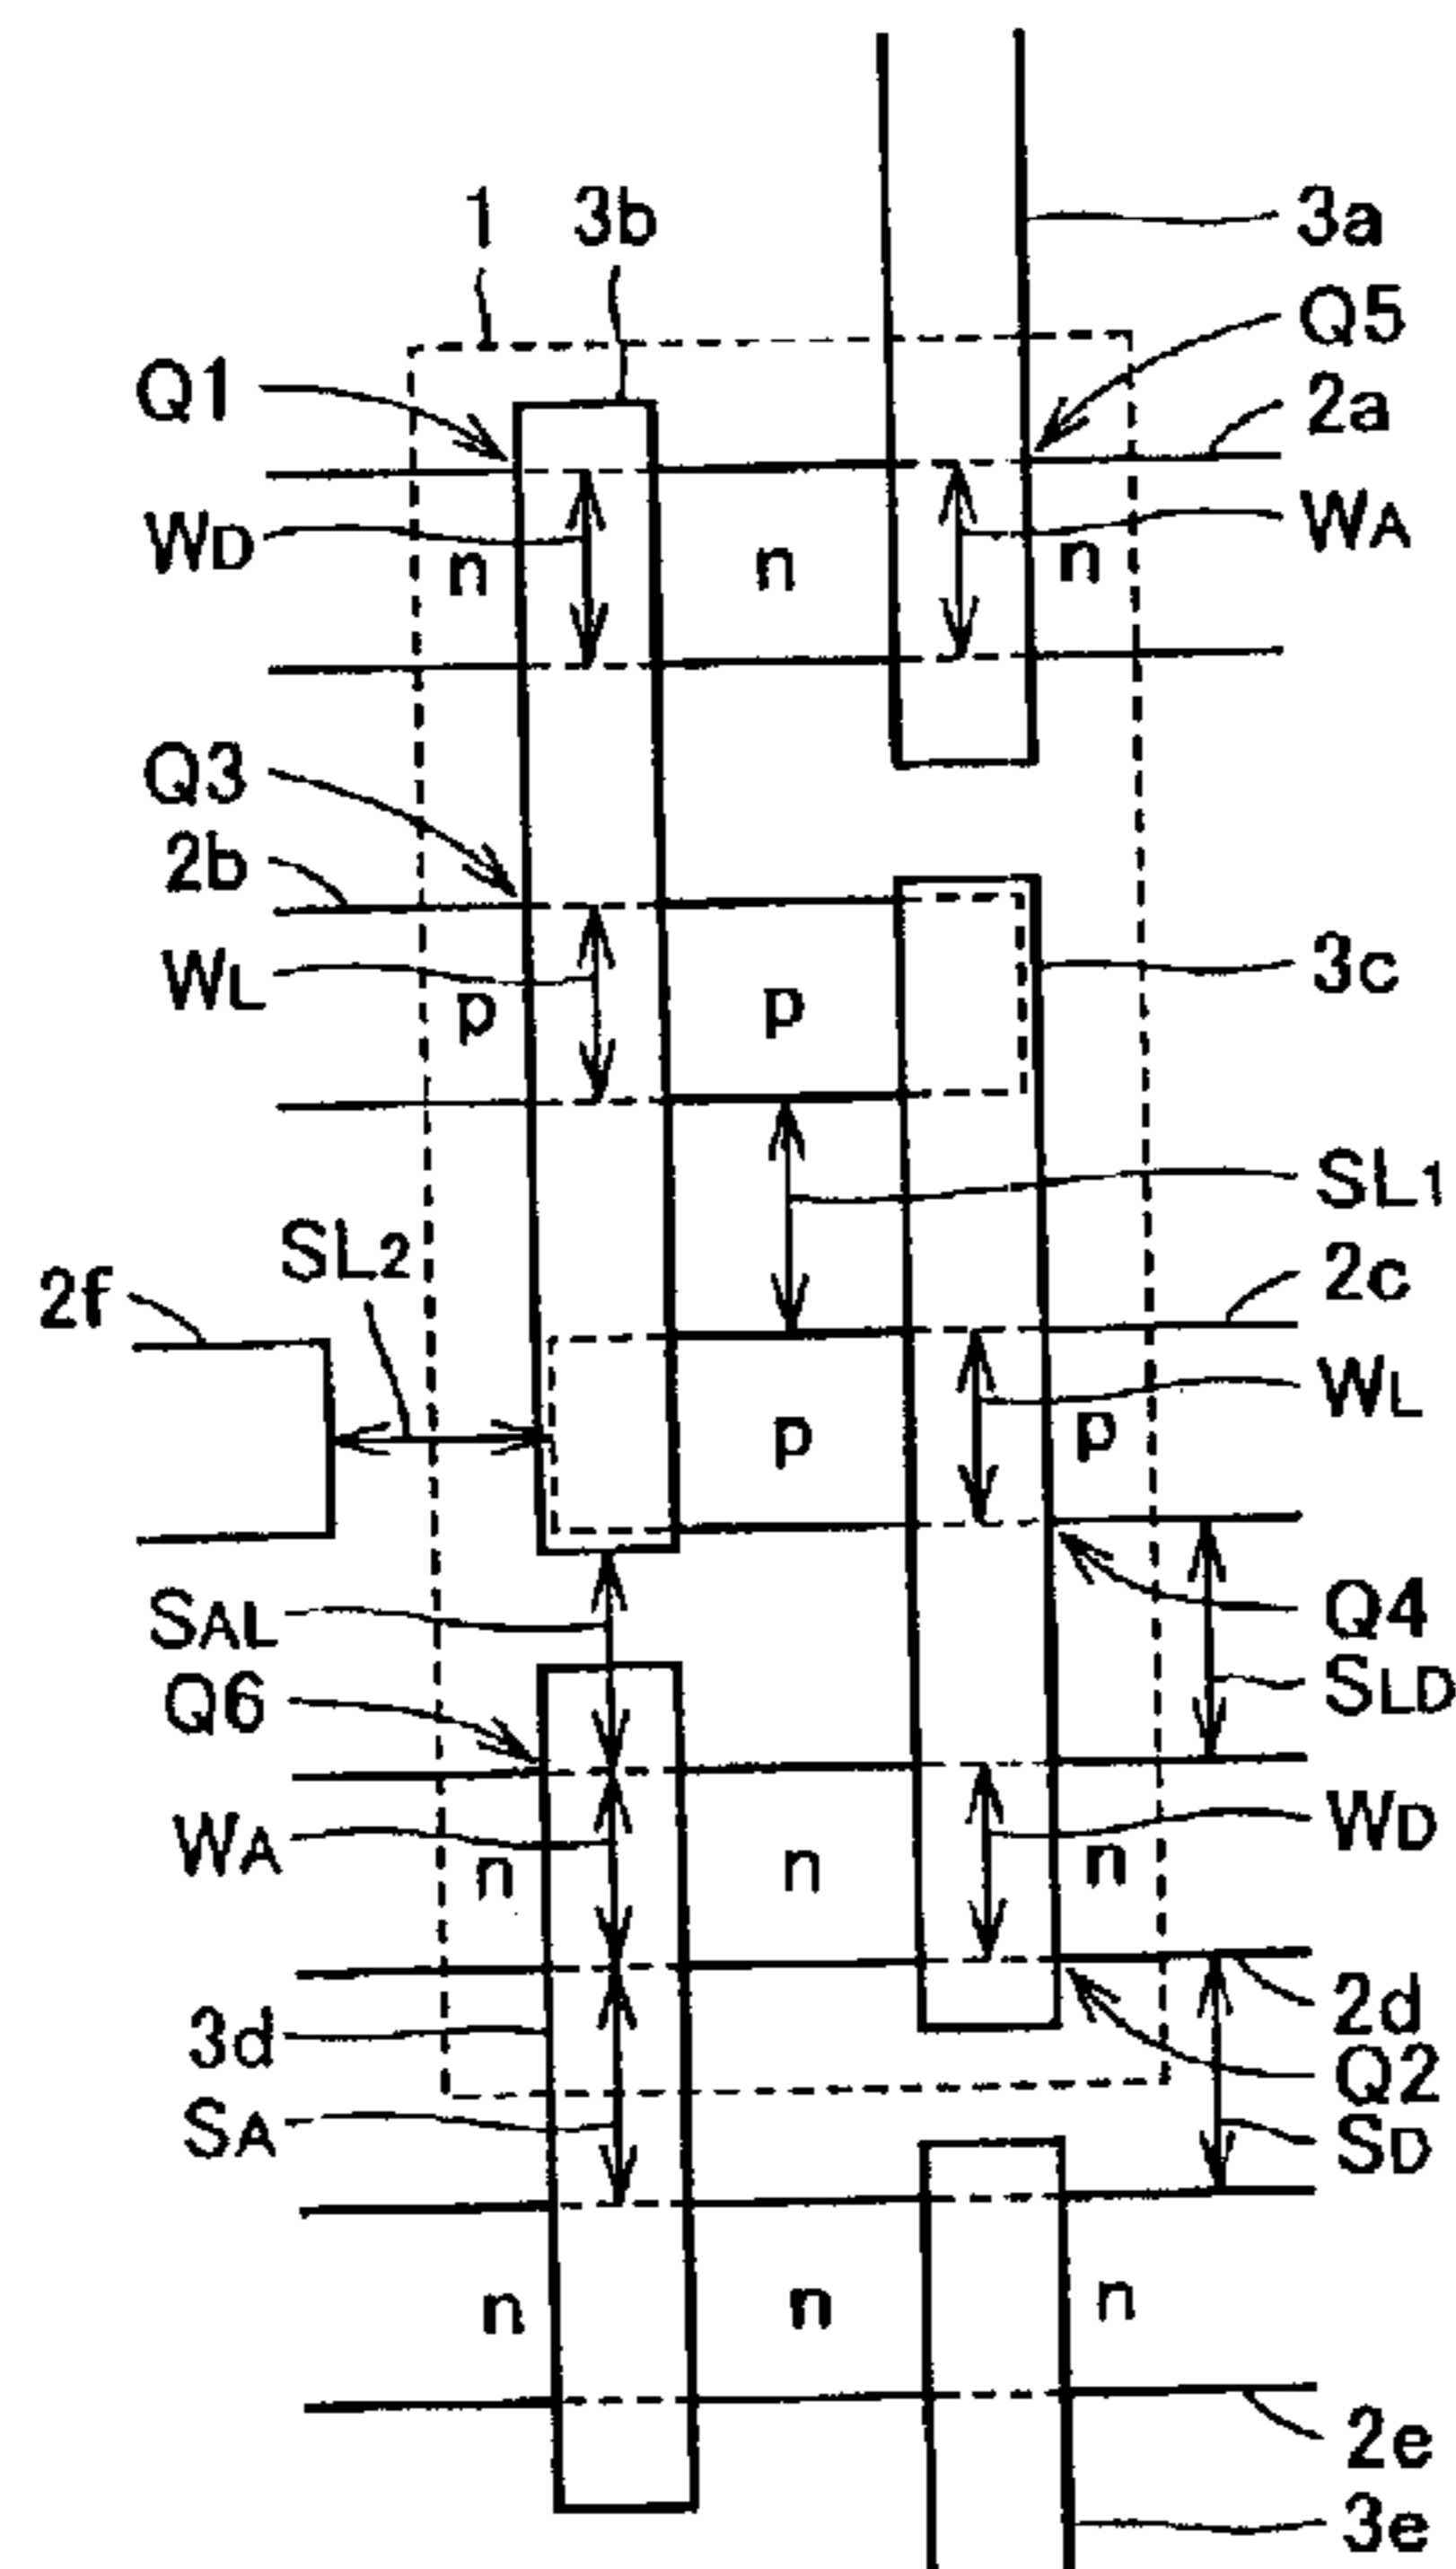 1 3b 3a
Q5
Q1 2a
WD n n n WA
Q3
2b
WL p p 3c
SL1
SL2 2c
2f
WL
p p
SAL Q4
Q6 SLD
WA n n n WD
3d 2d
Q2
SA SD
n n n
2e
3e